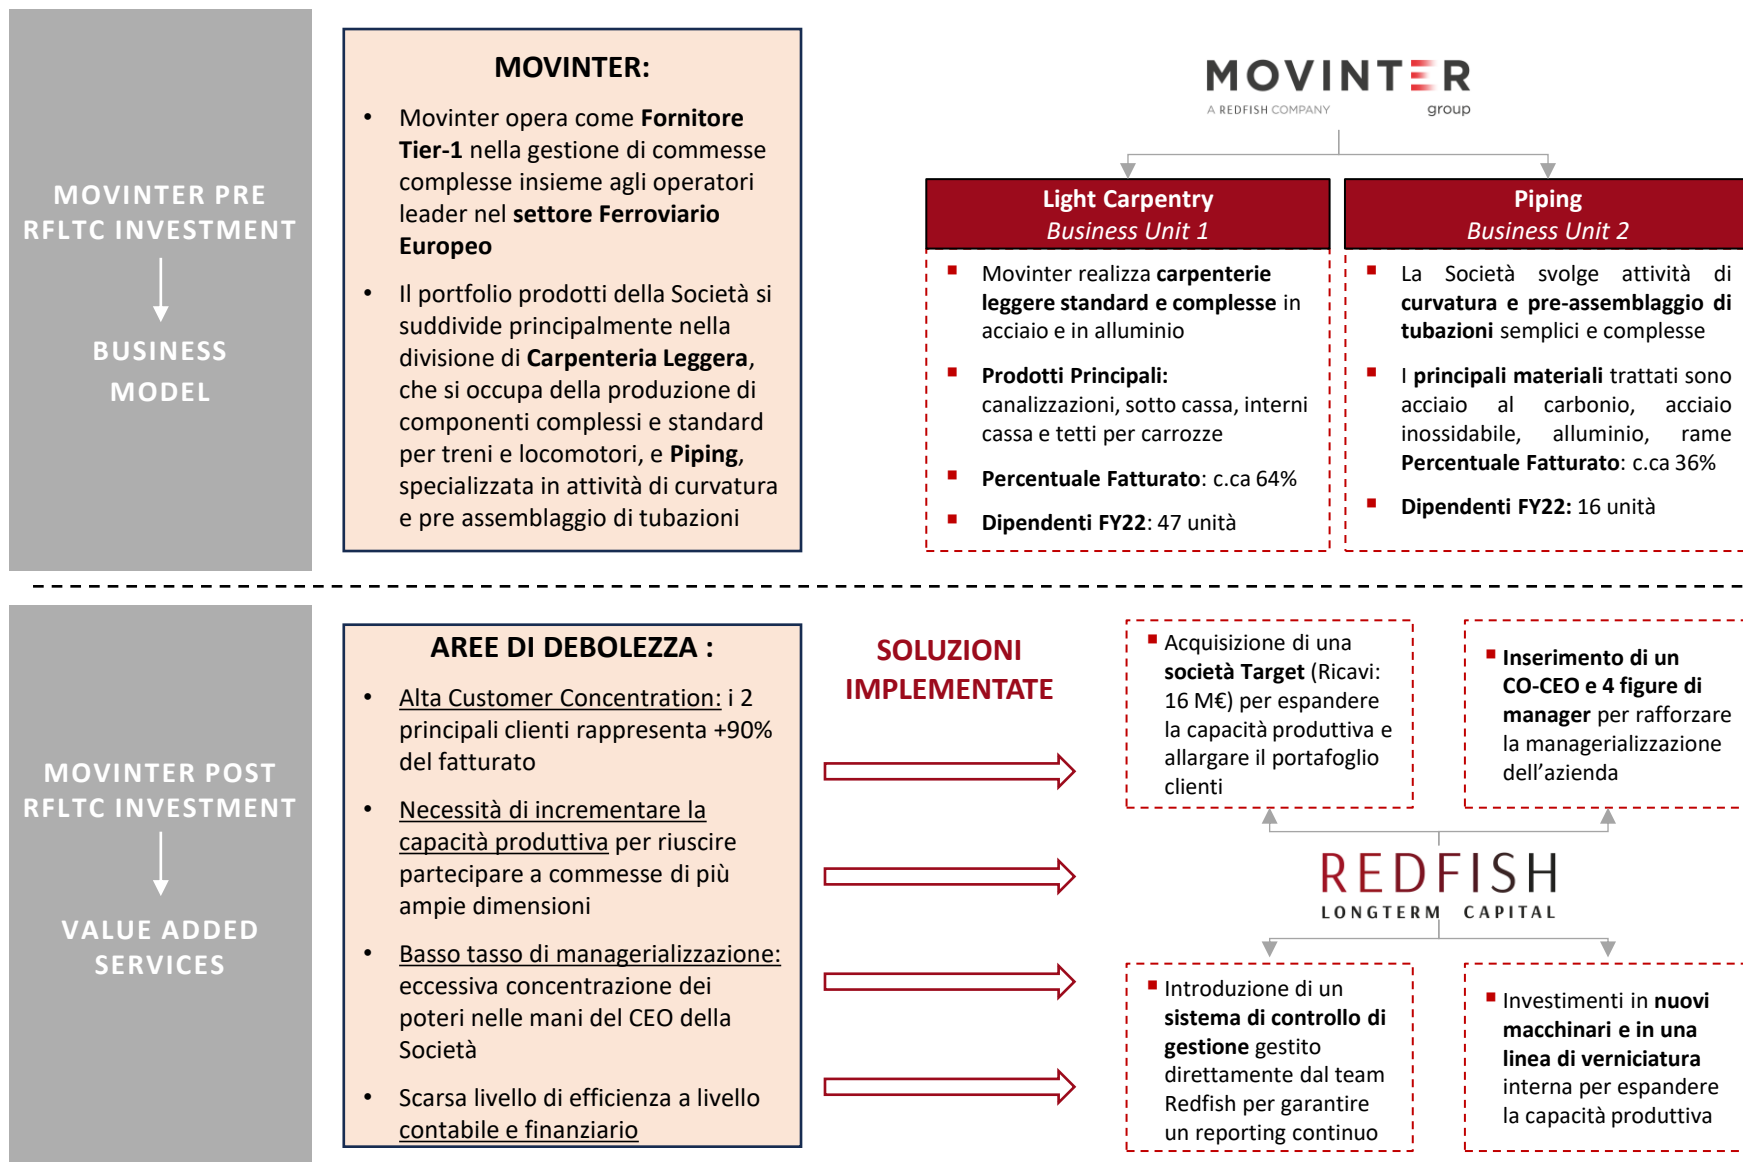 MOVINTER PRE
RFLTC INVESTMENT
BUSINESS
MODEL
MOVINTER:
• Movinter opera come Fornitore
Tier-1 nella gestione di commesse
complesse insieme agli operatori
leader nel settore Ferroviario
Europeo
• Il portfolio prodotti della Società si
suddivide principalmente nella
divisione di Carpenteria Leggera,
che si occupa della produzione di
componenti complessi e standard
per treni e locomotori, e Piping,
specializzata in attività di curvatura
e pre assemblaggio di tubazioni
MOVINTER
A REDFISH COMPANY group
Light Carpentry
Business Unit 1
▪ Movinter realizza carpenterie
leggere standard e complesse in
acciaio e in alluminio
▪ Prodotti Principali:
canalizzazioni, sotto cassa, interni
cassa e tetti per carrozze
▪ Percentuale Fatturato: c.ca 64%
▪ Dipendenti FY22: 47 unità
Piping
Business Unit 2
▪ La Società svolge attività di
curvatura e pre-assemblaggio di
tubazioni semplici e complesse
▪ I principali materiali trattati sono
acciaio al carbonio, acciaio
inossidabile, alluminio, rame
Percentuale Fatturato: c.ca 36%
▪ Dipendenti FY22: 16 unità
MOVINTER POST
RFLTC INVESTMENT
VALUE ADDED
SERVICES
AREE DI DEBOLEZZA :
• Alta Customer Concentration: i 2
principali clienti rappresenta +90%
del fatturato
• Necessità di incrementare la
capacità produttiva per riuscire
partecipare a commesse di più
ampie dimensioni
• Basso tasso di managerializzazione:
eccessiva concentrazione dei
poteri nelle mani del CEO della
Società
• Scarsa livello di efficienza a livello
contabile e finanziario
SOLUZIONI
IMPLEMENTATE
▪ Acquisizione di una
società Target (Ricavi:
16 M€) per espandere
la capacità produttiva e
allargare il portafoglio
clienti
▪ Inserimento di un
CO-CEO e 4 figure di
manager per rafforzare
la managerializzazione
dell’azienda
REDFISH
LONGTERM CAPITAL
▪ Introduzione di un
sistema di controllo di
gestione gestito
direttamente dal team
Redfish per garantire
un reporting continuo
▪ Investimenti in nuovi
macchinari e in una
linea di verniciatura
interna per espandere
la capacità produttiva